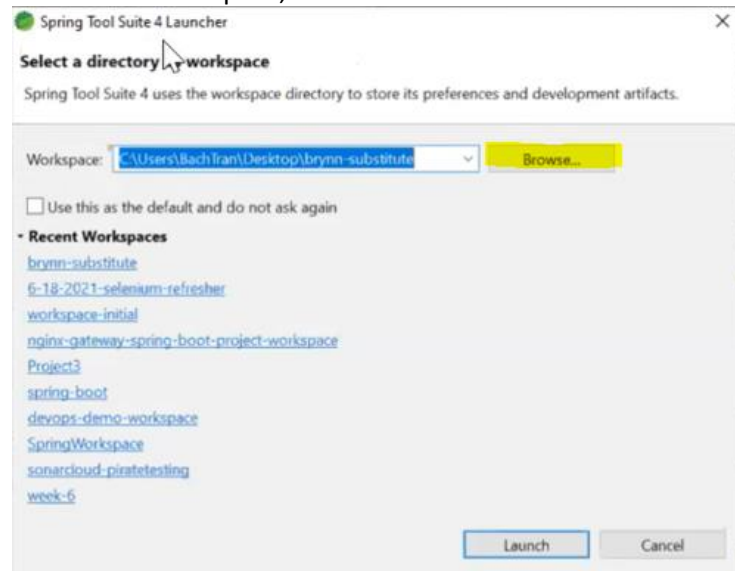 Spring Tool Suite 4 Launcher
Select a directory workspace
Spring Tool Suite 4 uses the workspace directory to store its preferences and development artifacts.
Workspace: C:\Users\BachTran\Desktop\brynn-substitute Browse...
Use this as the default and do not ask again
Recent Workspaces
brynn-substitute
6-18-2021-selenium-refresher
workspace-initial
nginx-gateway-spring-boot-project-workspace
Project3
spring-boot
devops-demo-workspace
SpringWorkspace
sonarcloud-piratetesting
week-6
Launch Cancel